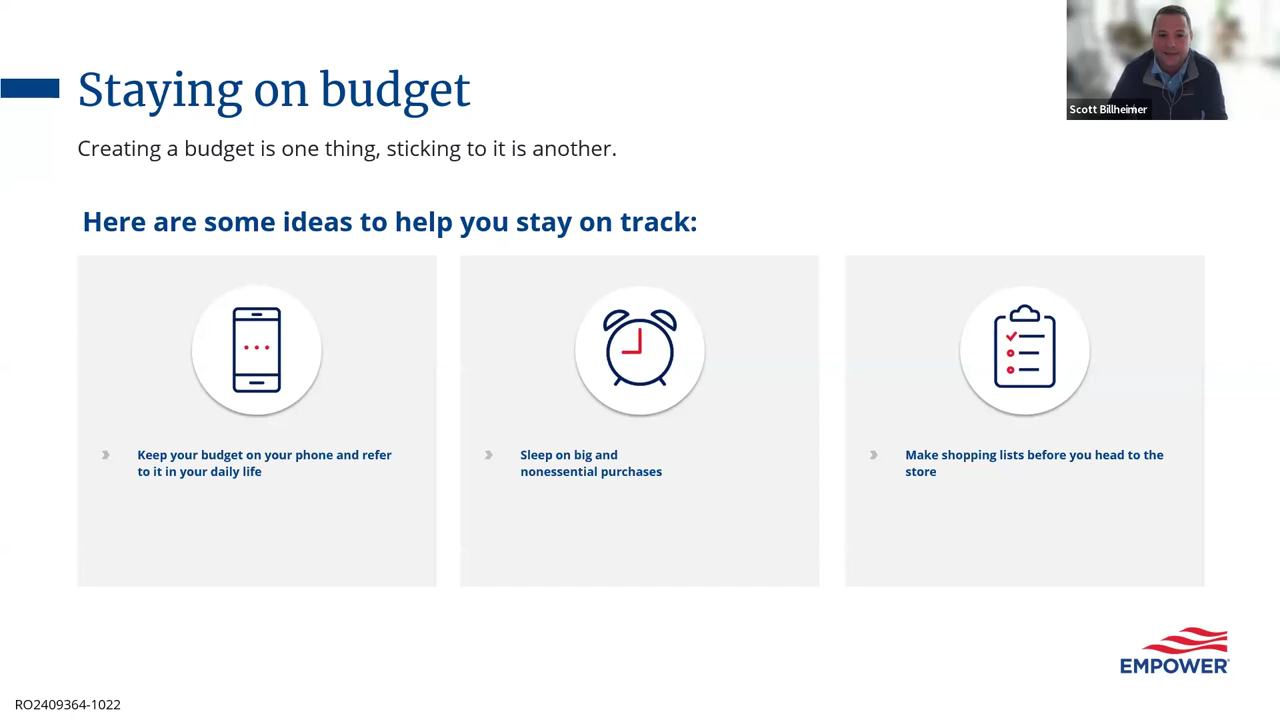 Staying on budget
Creating a budget is one thing, sticking to it is another.
Scott Billheimer
Here are some ideas to help you stay on track:
Keep your budget on your phone and refer
to it in your daily life
Sleep on big and
nonessential purchases
Make shopping lists before you head to the
store
EMPOWER
RO2409364-1022